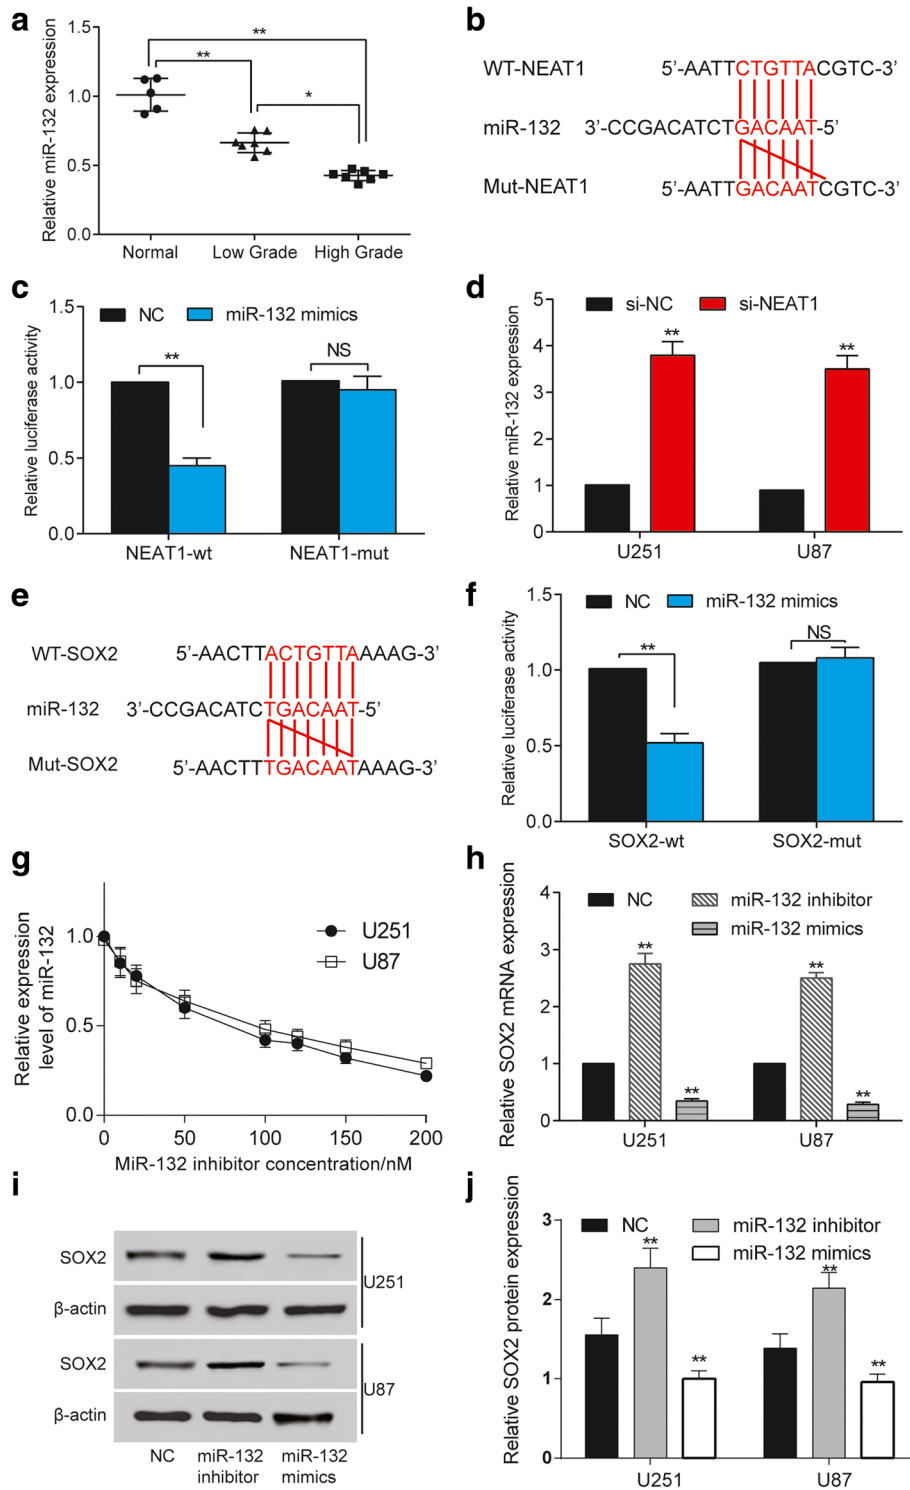 a
Relative miR-132 expression
1.5
1.0
0.5
0.0
**
**
*
Normal Low Grade High Grade
b
WT-NEAT1 5'-AATTCTGTTACGTC-3'
miR-132 3'-CCGACATCTGACAAT-5'
Mut-NEAT1 5'-AATTGACAATCGTC-3'
c
Relative luciferase activity
1.5
1.0
0.5
0.0
NC miR-132 mimics
**
NS
NEAT1-wt NEAT1-mut
d
Relative miR-132 expression
5
4
3
2
1
0
si-NC si-NEAT1
**
**
U251 U87
e
WT-SOX2 5'-AACTTACTGTTAAAAG-3'
miR-132 3'-CCGACATCTGACAAT-5'
Mut-SOX2 5'-AACTTTGACAATAAAG-3'
f
Relative luciferase activity
1.5
1.0
0.5
0.0
NC miR-132 mimics
**
NS
SOX2-wt SOX2-mut
g
Relative expression
level of miR-132
1.0
0.5
0.0
U251
U87
0 50 100 150 200
MiR-132 inhibitor concentration/nM
h
Relative SOX2 mRNA expression
4
3
2
1
0
NC miR-132 inhibitor
miR-132 mimics
**
**
**
**
U251 U87
i
SOX2
β-actin
U251
SOX2
β-actin
U87
NC miR-132 miR-132
inhibitor mimics
j
Relative SOX2 protein expression
3
2
1
0
NC miR-132 inhibitor
miR-132 mimics
**
**
**
**
U251 U87